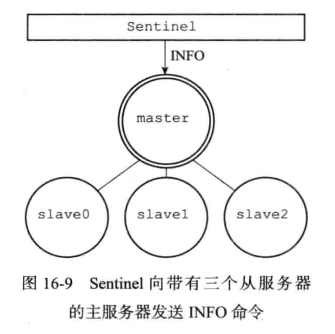 Sentinel
INFO
master
slave0 slave1 slave2
图 16-9 Sentinel 向带有三个从服务器
的主服务器发送 INFO 命令